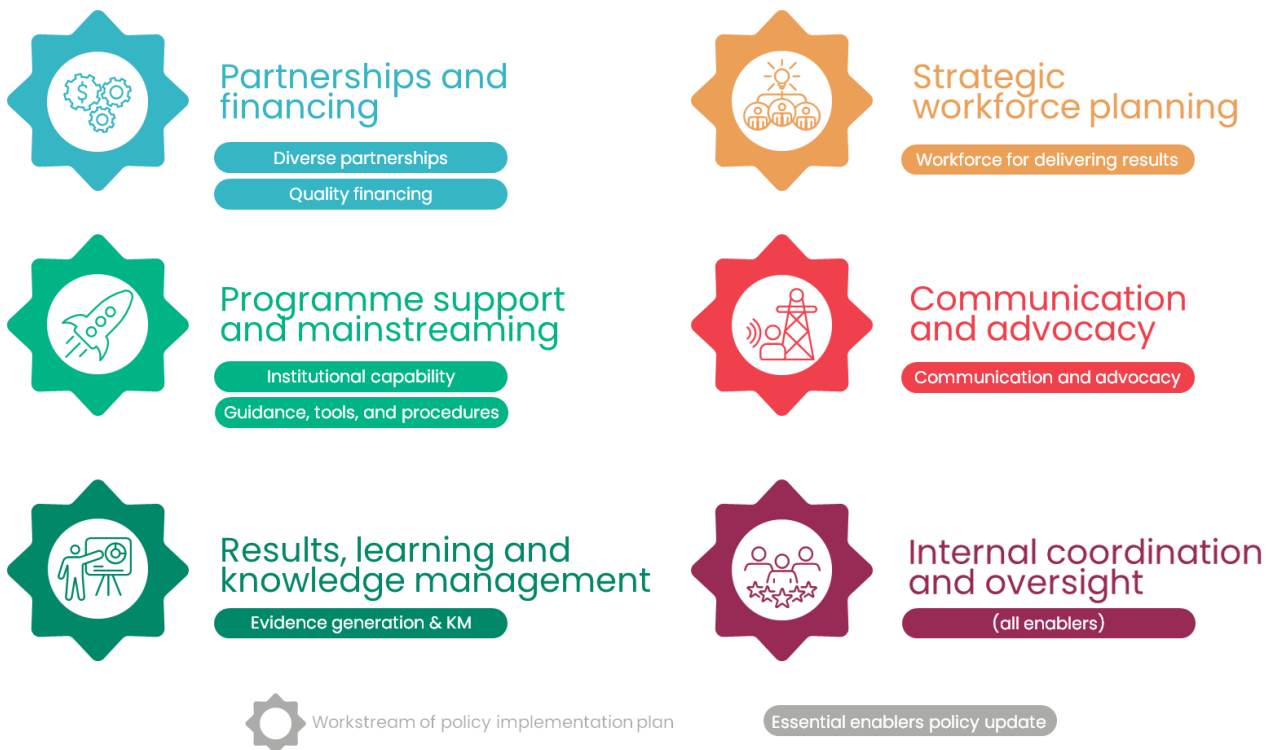 Partnerships and
financing
Diverse partnerships
Quality financing
Strategic
workforce planning
Workforce for delivering results
Programme support
and mainstreaming
Institutional capability
Guidance, tools, and procedures
Communication
and advocacy
Communication and advocacy
Results, learning and
knowledge management
Evidence generation & KM
Internal coordination
and oversight
(all enablers)
Workstream of policy implementation plan
Essential enablers policy update